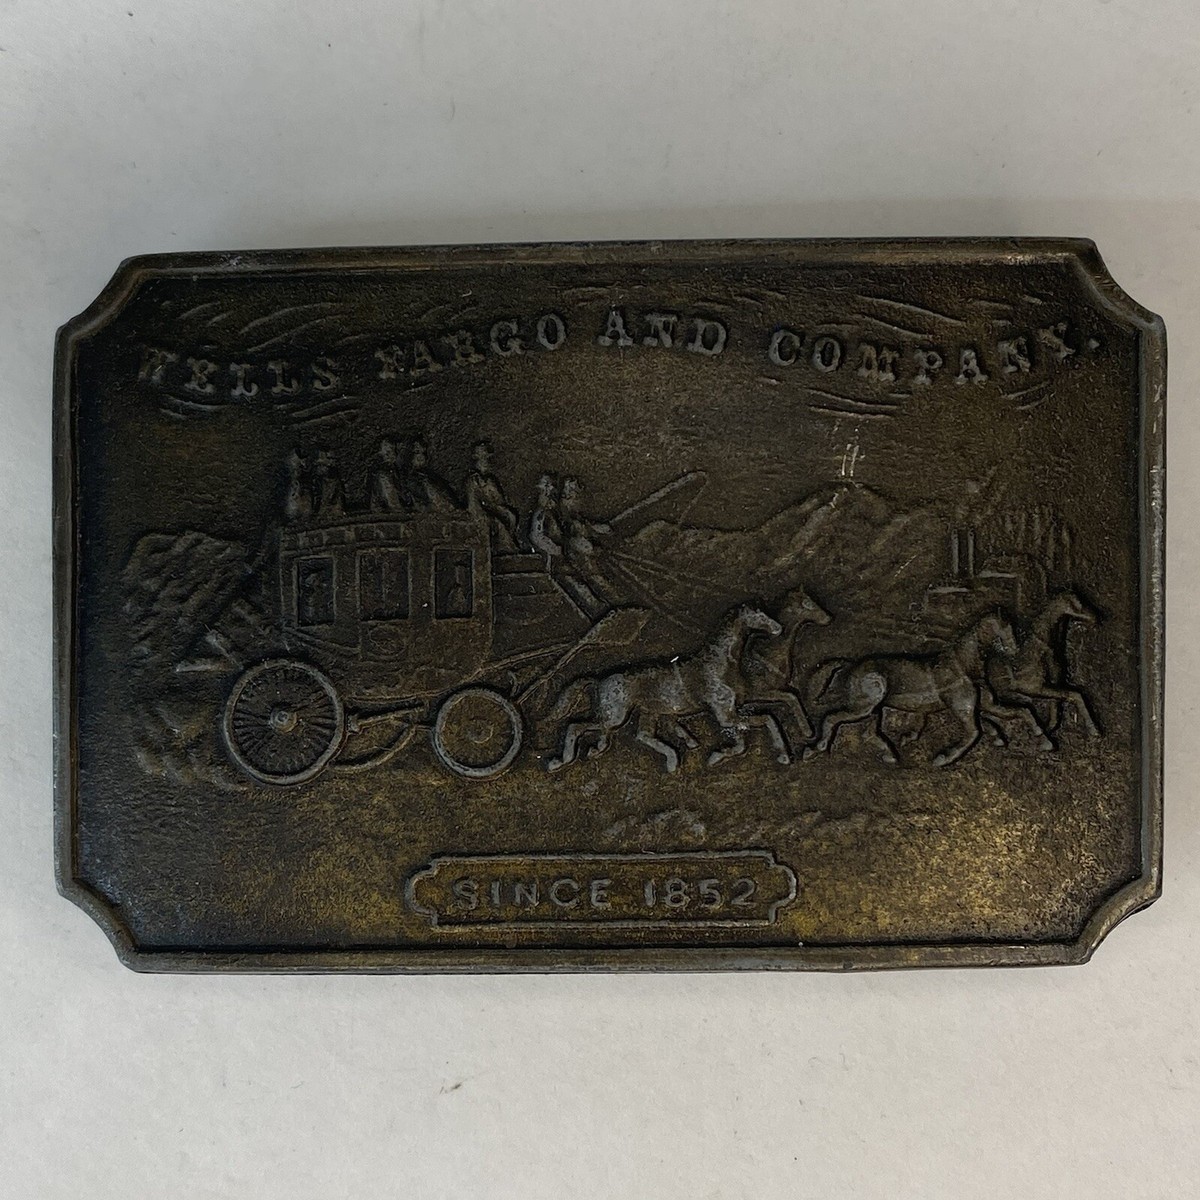 WELLS FARGO AND COMPANY.
SINCE 1852